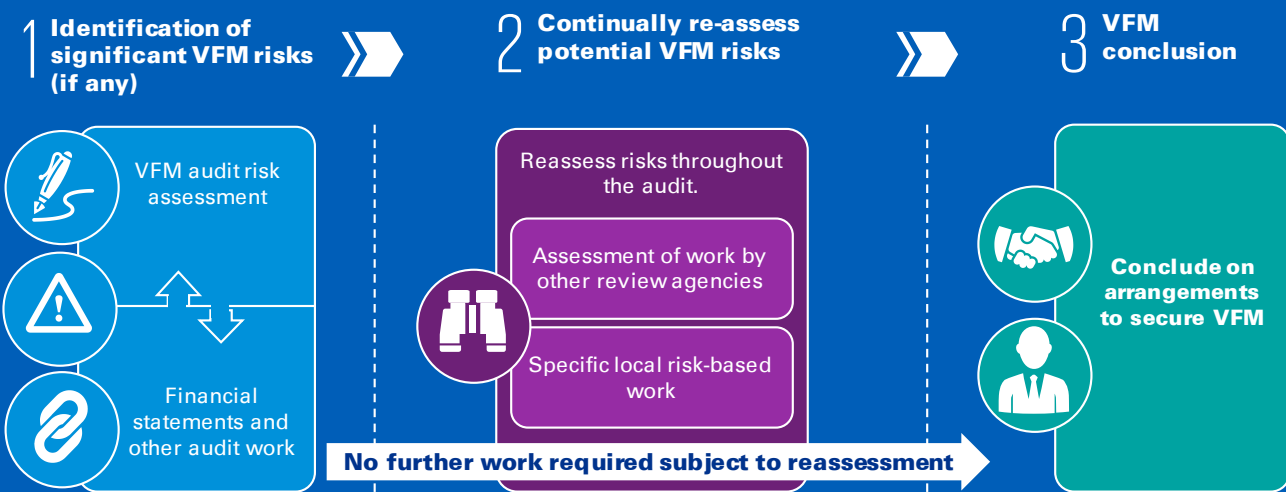 1
Identification of
significant VFM risks
(if any)
2
Continually re-assess
potential VFM risks
3
VFM
conclusion
VFM audit risk
assessment
Financial
statements and
other audit work
Reassess risks throughout
the audit.
Assessment of work by
other review agencies
Specific local risk-based
work
Conclude on
arrangements
to secure VFM
No further work required subject to reassessment